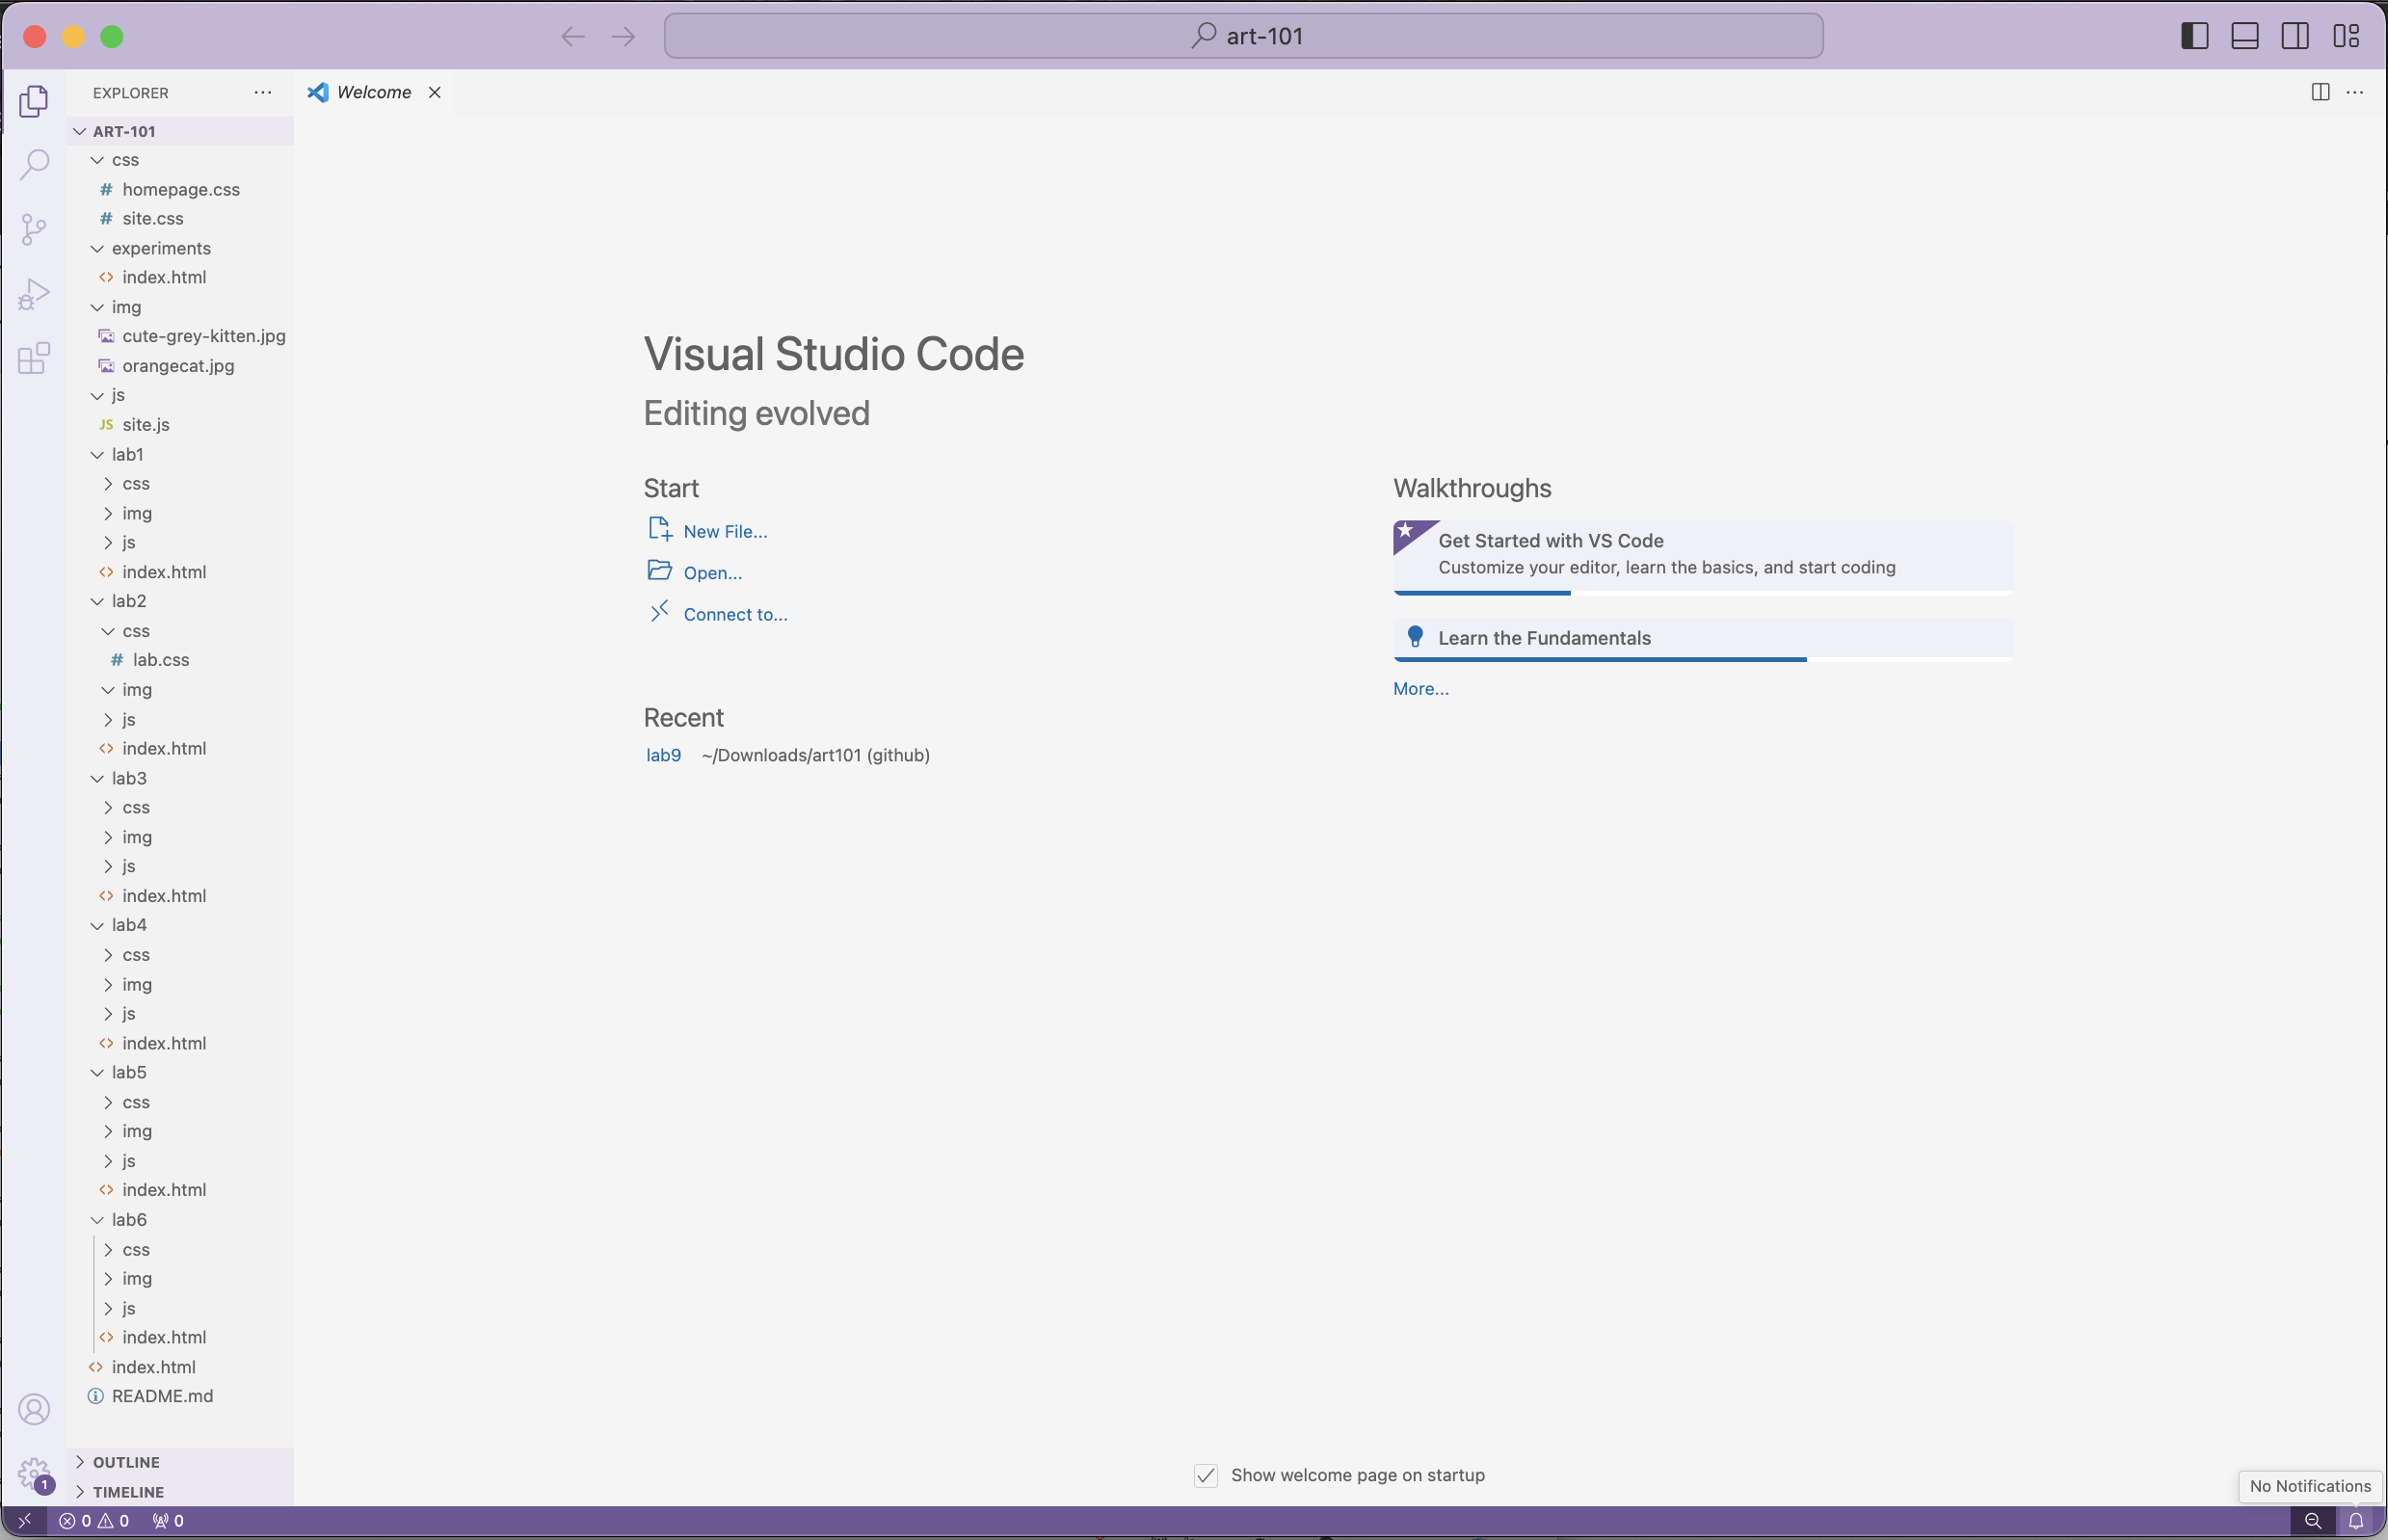 art-101
EXPLORER
Welcome
ART-101
css
# homepage.css
# site.css
experiments
<> index.html
img
cute-grey-kitten.jpg
orangecat.jpg
js
JS site.js
lab1
css
img
js
<> index.html
lab2
css
# lab.css
img
js
<> index.html
lab3
css
img
js
<> index.html
lab4
css
img
js
<> index.html
lab5
css
img
js
<> index.html
lab6
css
img
js
<> index.html
<> index.html
README.md
OUTLINE
TIMELINE
1
Visual Studio Code
Editing evolved
Start
New File...
Open...
Connect to...
Recent
lab9 ~/Downloads/art101 (github)
Walkthroughs
Get Started with VS Code
Customize your editor, learn the basics, and start coding
Learn the Fundamentals
More...
Show welcome page on startup
No Notifications
0 0 0